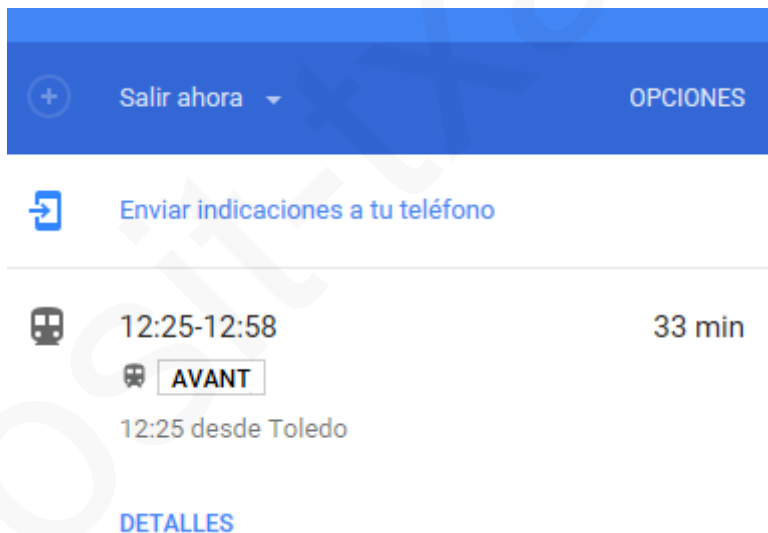 Salir ahora OPCIONES
Enviar indicaciones a tu teléfono
12:25-12:58 33 min
AVANT
12:25 desde Toledo
DETALLES